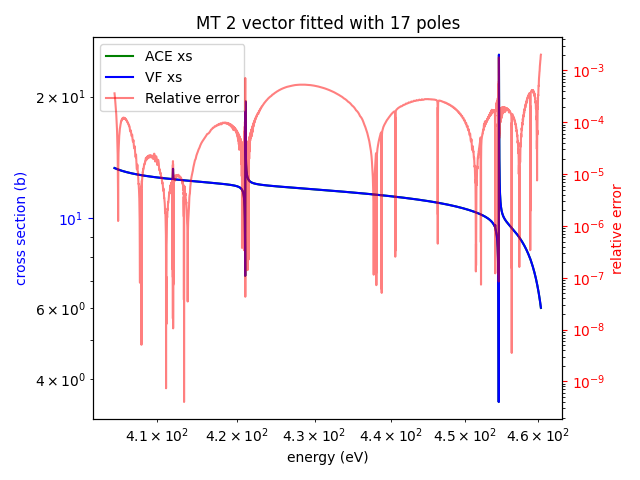 MT 2 vector fitted with 17 poles
ACE xs
VF xs
Relative error
cross section (b)
2 × 10¹
10¹
6 × 10⁰
4 × 10⁰
10⁻³
10⁻⁴
10⁻⁵
10⁻⁶
10⁻⁷
10⁻⁸
10⁻⁹
relative error
4.1 × 10² 4.2 × 10² 4.3 × 10² 4.4 × 10² 4.5 × 10² 4.6 × 10²
energy (eV)